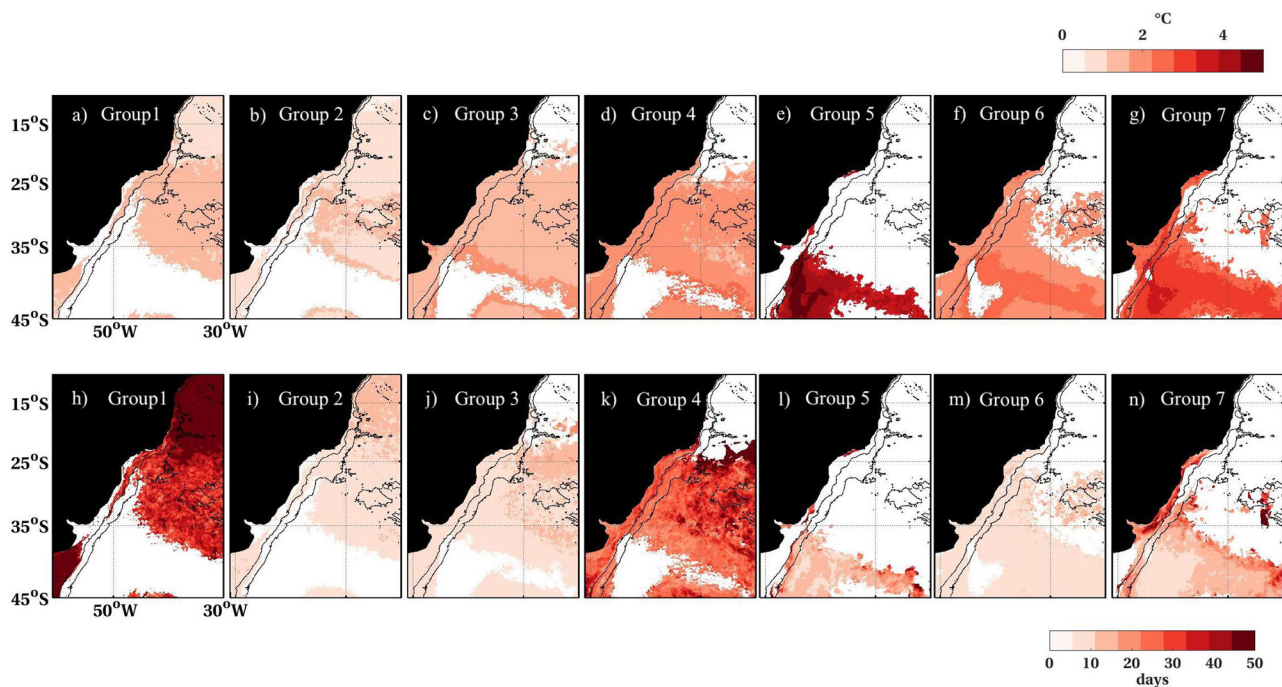 °C
0 2 4
a) Group1 b) Group 2 c) Group 3 d) Group 4 e) Group 5 f) Group 6 g) Group 7
15°S
25°S
35°S
45°S
50°W 30°W
h) Group1 i) Group 2 j) Group 3 k) Group 4 l) Group 5 m) Group 6 n) Group 7
15°S
25°S
35°S
45°S
50°W 30°W
0 10 20 30 40 50
days